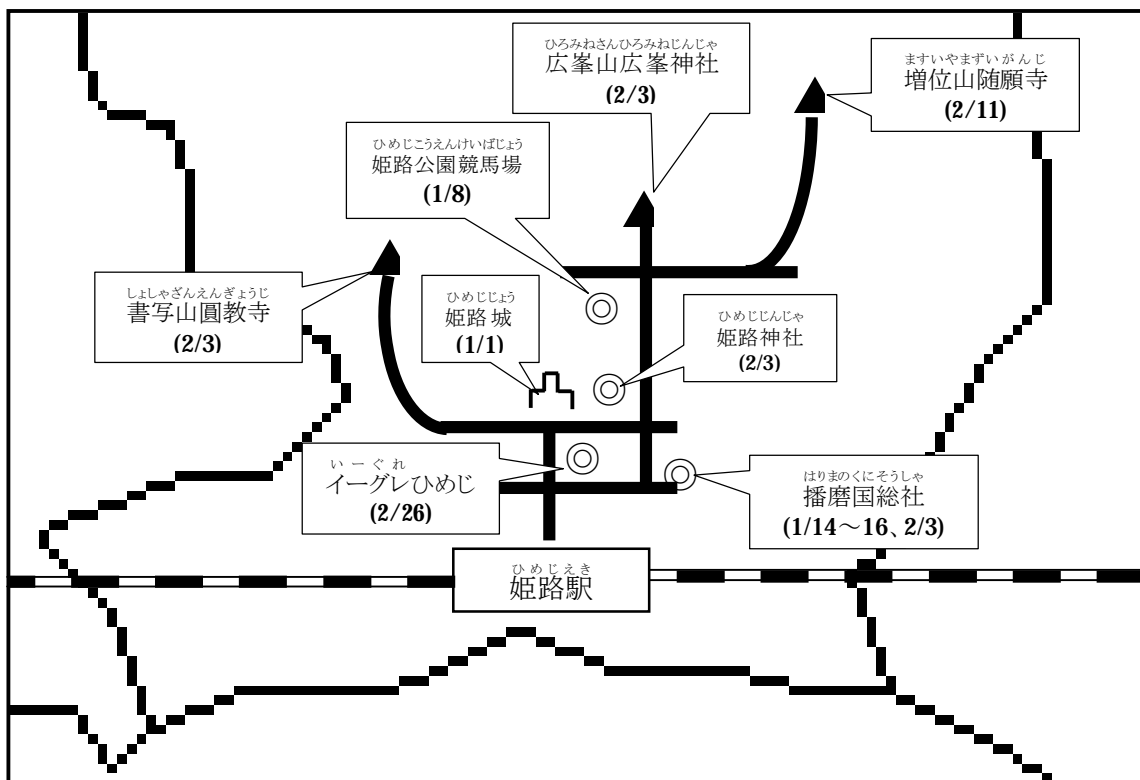 ひろみねさんひろみねじんじゃ
広峯山広峯神社
(2/3)
ますいやまずいがんじ
増位山随願寺
(2/11)
ひめじこうえんけいばじょう
姫路公園競馬場
(1/8)
しょしゃざんえんぎょうじ
書写山圓教寺
(2/3)
ひめじじょう
姫路城
(1/1)
ひめじじんじゃ
姫路神社
(2/3)
いーぐれ
イーグレひめじ
(2/26)
はりまのくにそうしゃ
播磨国総社
(1/14～16、2/3)
ひめじえき
姫路駅